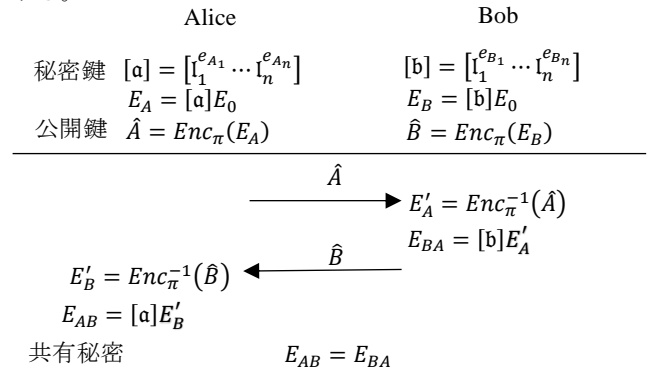 Alice Bob
秘密鍵 [𝔞] = [𝔩₁^{e_{A₁}} ⋯ 𝔩ₙ^{e_{Aₙ}}] [𝔟] = [𝔩₁^{e_{B₁}} ⋯ 𝔩ₙ^{e_{Bₙ}}]
E_A = [𝔞]E₀ E_B = [𝔟]E₀
公開鍵 Â = Enc_π(E_A) B̂ = Enc_π(E_B)
Â
E′_A = Enc_π^{-1}(Â)
E_{BA} = [𝔟]E′_A
B̂
E′_B = Enc_π^{-1}(B̂)
E_{AB} = [𝔞]E′_B
共有秘密 E_{AB} = E_{BA}